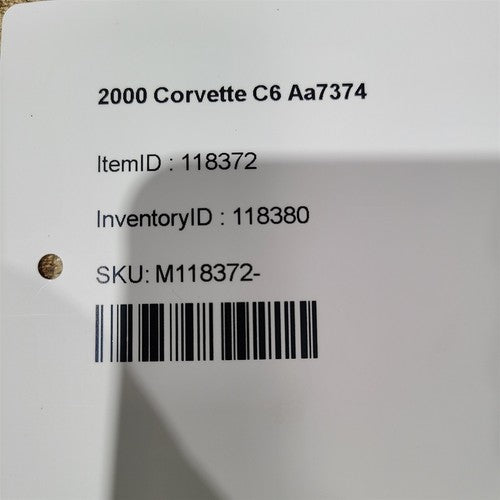 2000 Corvette C6 Aa7374
ItemID : 118372
InventoryID : 118380
SKU: M118372-